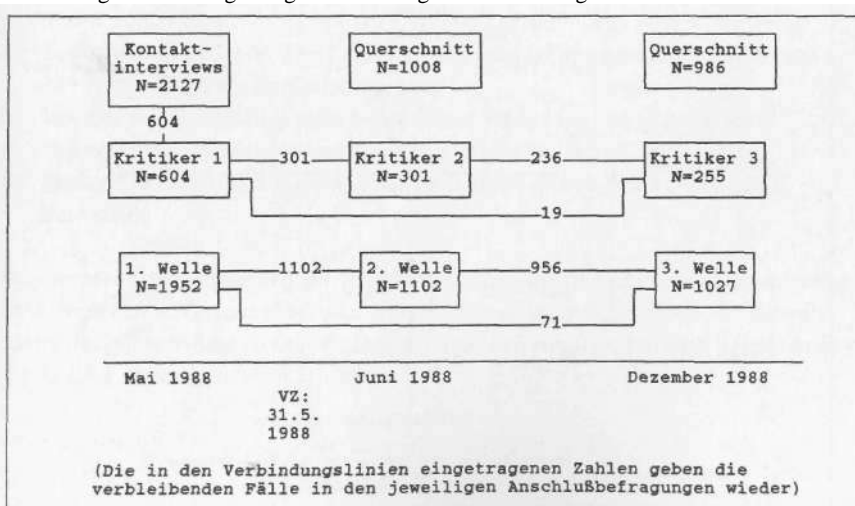 Kontakt-
interviews
N=2127
Querschnitt
N=1008
Querschnitt
N=986
604
Kritiker 1
N=604
301
Kritiker 2
N=301
236
Kritiker 3
N=255
19
1. Welle
N=1952
1102
2. Welle
N=1102
956
3. Welle
N=1027
71
Mai 1988
Juni 1988
Dezember 1988
VZ:
31.5.
1988
(Die in den Verbindungslinien eingetragenen Zahlen geben die
verbleibenden Fälle in den jeweiligen Anschlußbefragungen wieder)